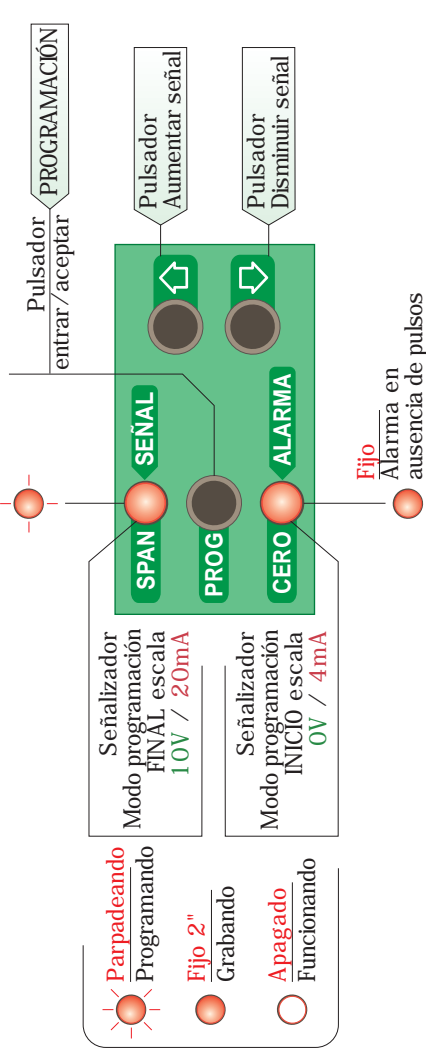 Parpadeando
Programando
Fijo 2"
Grabando
Apagado
Funcionando
Señalizador
Modo programación
FINAL escala
10V / 20mA
Señalizador
Modo programación
INICIO escala
0V / 4mA
SPAN
SEÑAL
PROG
CERO
ALARMA
Fijo
Alarma en
ausencia de pulsos
Pulsador
entrar / aceptar
PROGRAMACIÓN
Pulsador
Aumentar señal
Pulsador
Disminuir señal